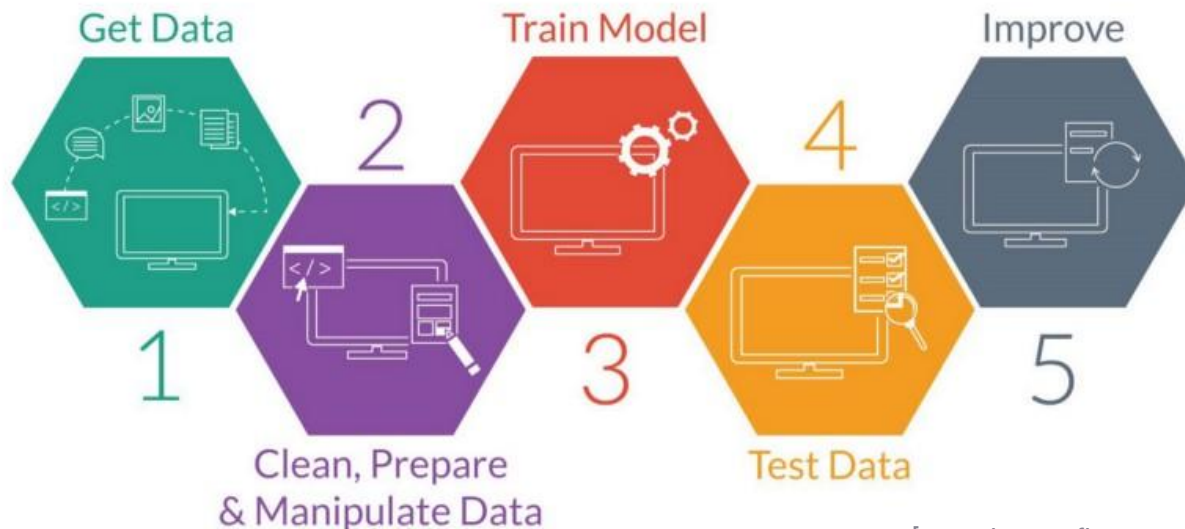 Get Data
Train Model
Improve
2
4
</>
</>
1
3
5
Clean, Prepare
& Manipulate Data
Test Data